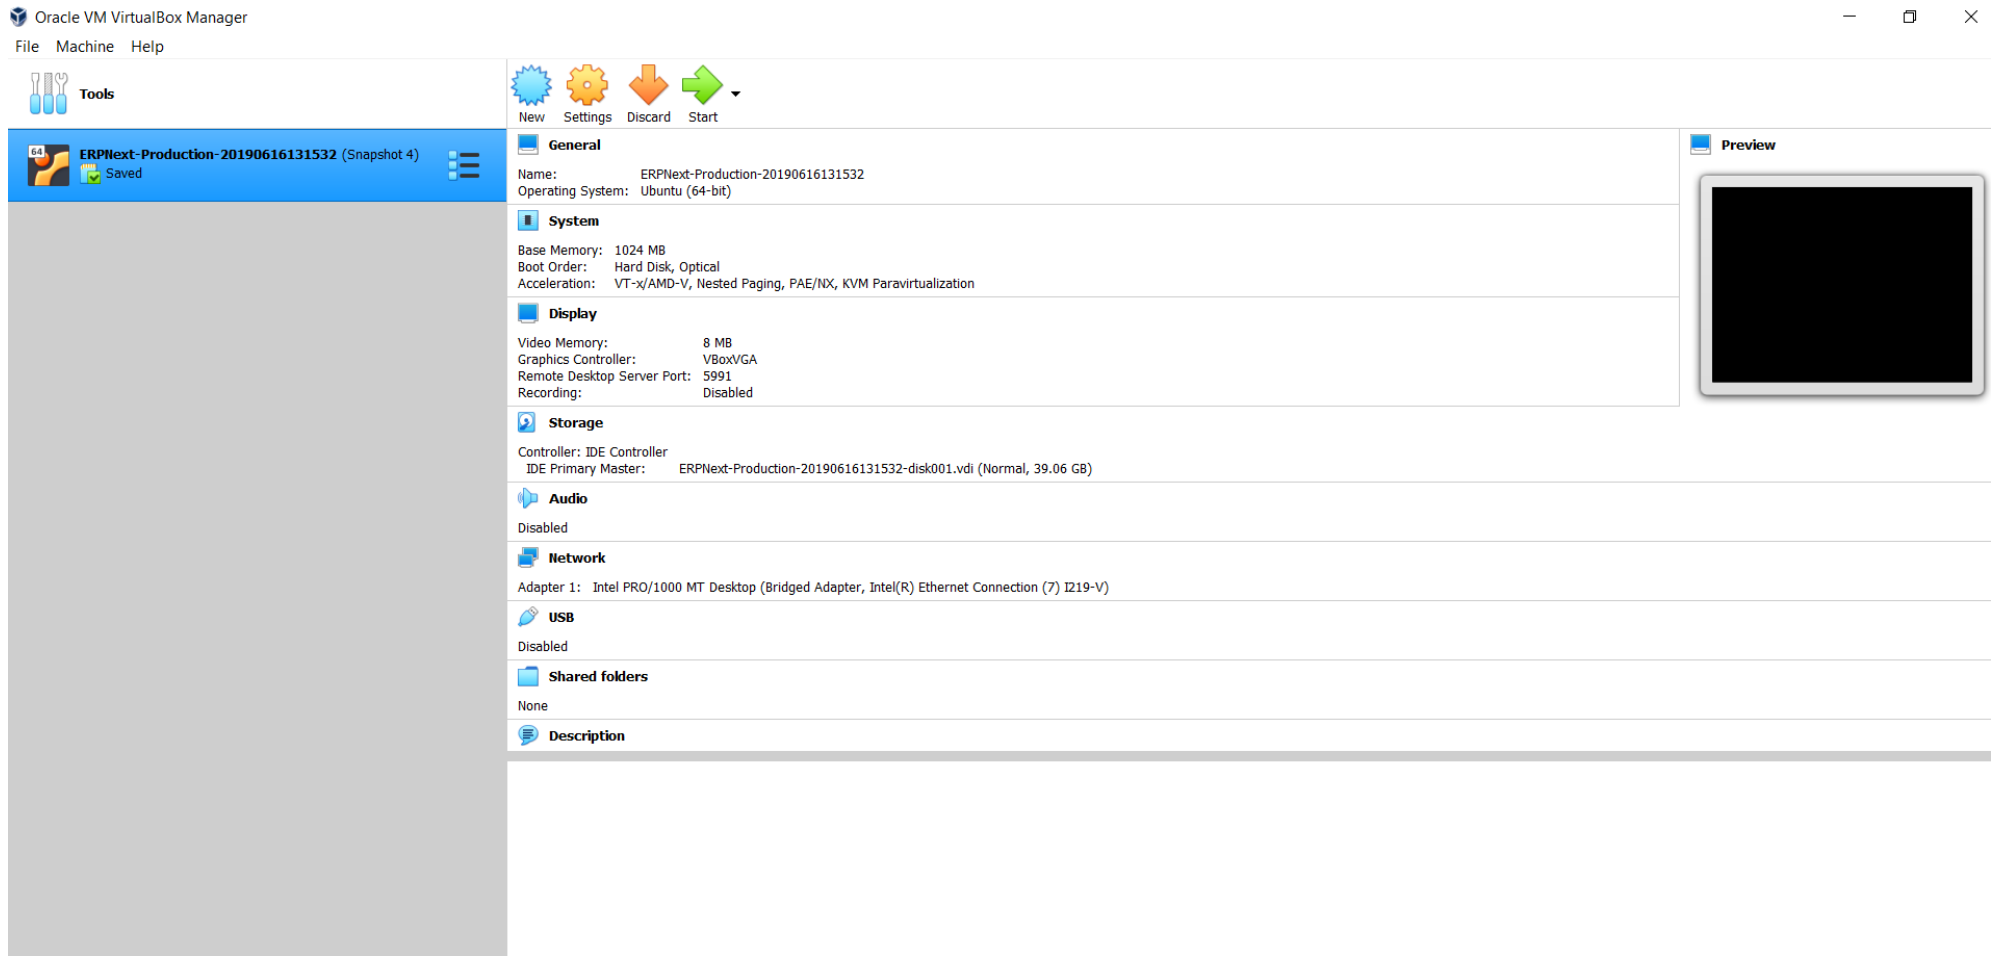 Oracle VM VirtualBox Manager
File Machine Help
Tools
New Settings Discard Start
64 ERPNext-Production-20190616131532 (Snapshot 4)
Saved
General
Name: ERPNext-Production-20190616131532
Operating System: Ubuntu (64-bit)
Preview
System
Base Memory: 1024 MB
Boot Order: Hard Disk, Optical
Acceleration: VT-x/AMD-V, Nested Paging, PAE/NX, KVM Paravirtualization
Display
Video Memory: 8 MB
Graphics Controller: VBoxVGA
Remote Desktop Server Port: 5991
Recording: Disabled
Storage
Controller: IDE Controller
IDE Primary Master: ERPNext-Production-20190616131532-disk001.vdi (Normal, 39.06 GB)
Audio
Disabled
Network
Adapter 1: Intel PRO/1000 MT Desktop (Bridged Adapter, Intel(R) Ethernet Connection (7) I219-V)
USB
Disabled
Shared folders
None
Description